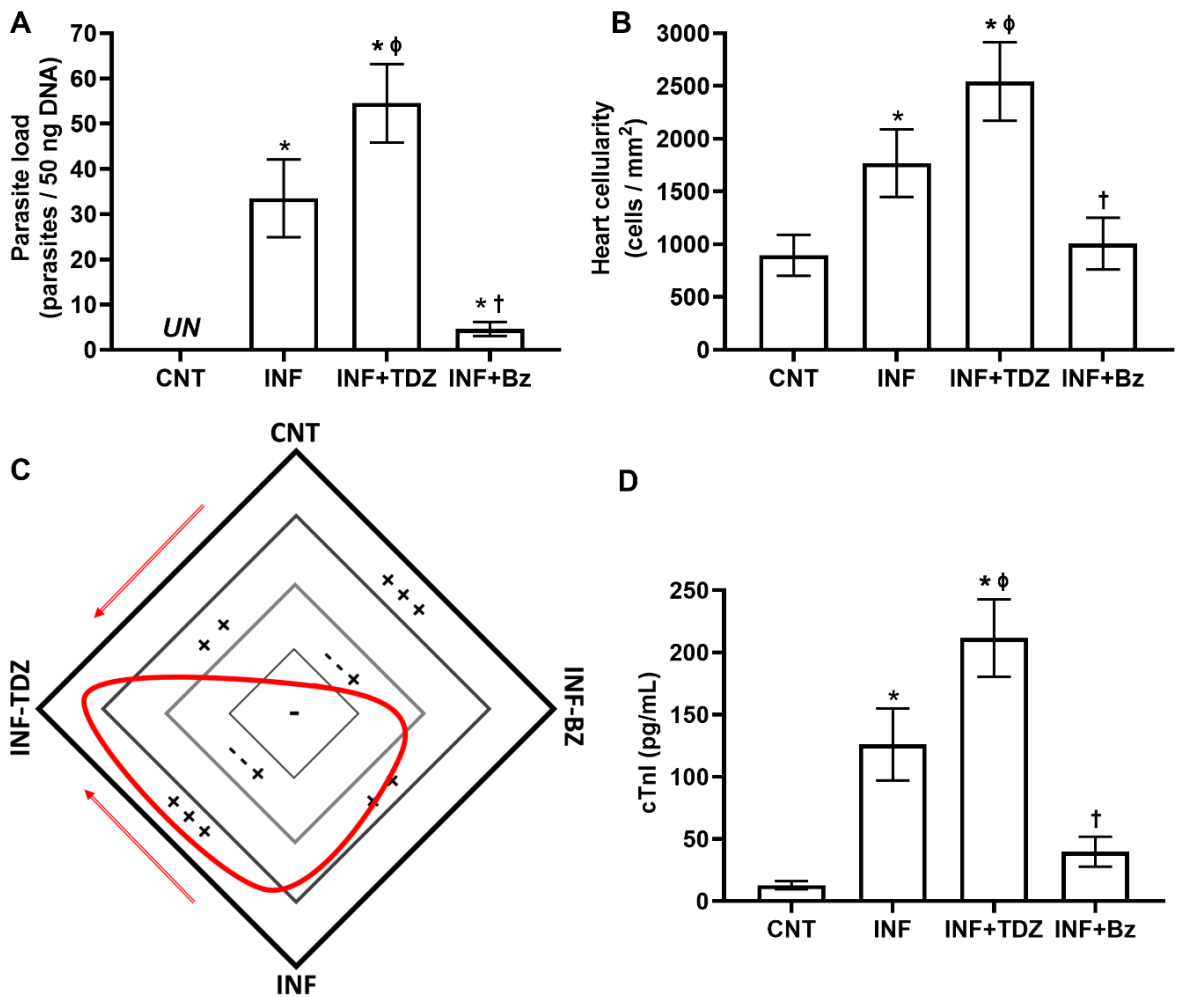 A
Parasite load
(parasites / 50 ng DNA)
70
60
50
40
30
20
10
0
UN
*
* ϕ
* †
CNT INF INF+TDZ INF+Bz
B
Heart cellularity
(cells / mm²)
3000
2500
2000
1500
1000
500
0
*
* ϕ
†
CNT INF INF+TDZ INF+Bz
C
CNT
INF-TDZ
INF-BZ
INF
+++
++
--+
-
--+
++
+++
D
cTnI (pg/mL)
250
200
150
100
50
0
*
* ϕ
†
CNT INF INF+TDZ INF+Bz